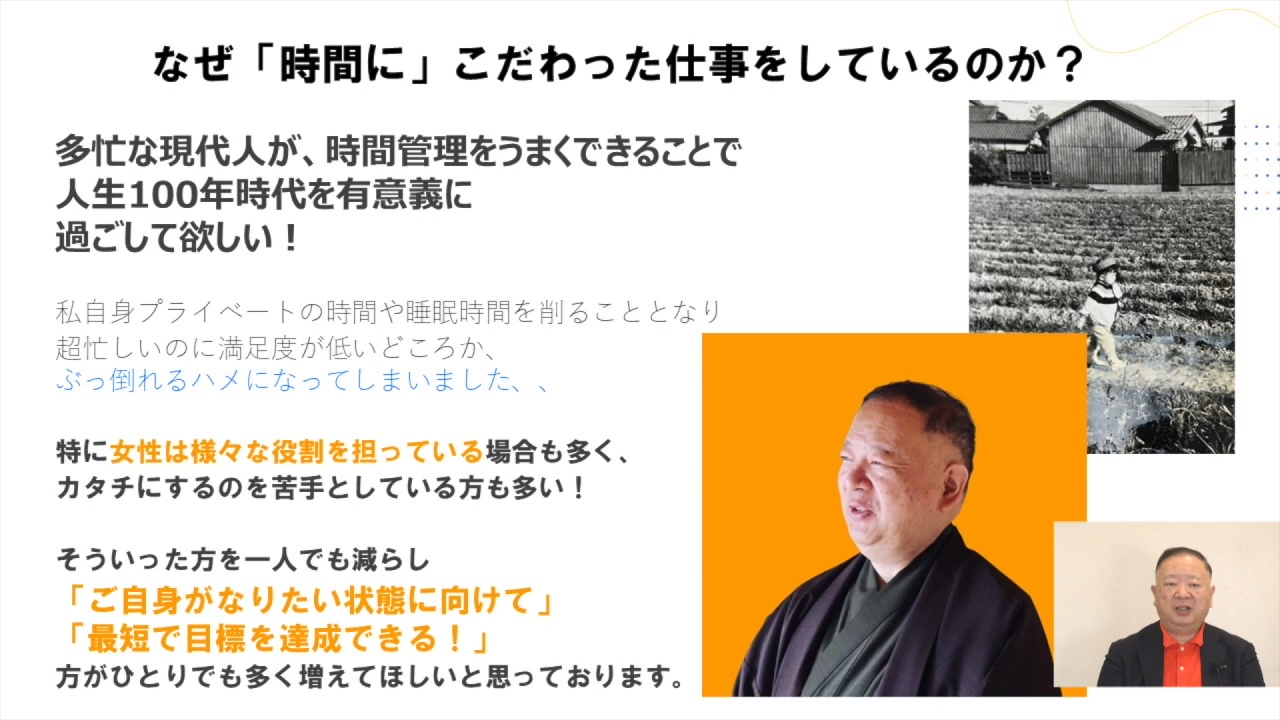 なぜ「時間に」こだわった仕事をしているのか？
多忙な現代人が、時間管理をうまくできることで
人生100年時代を有意義に
過ごして欲しい！
私自身プライベートの時間や睡眠時間を削ることとなり
超忙しいのに満足度が低いどころか、
ぶっ倒れるハメになってしまいました、、
特に女性は様々な役割を担っている場合も多く、
カタチにするのを苦手としている方も多い！
そういった方を一人でも減らし
「ご自身がなりたい状態に向けて」
「最短で目標を達成できる！」
方がひとりでも多く増えてほしいと思っております。